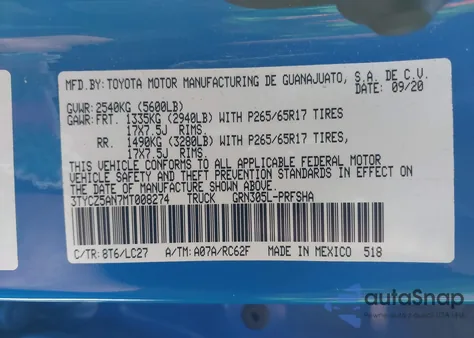 MFD.BY:TOYOTA MOTOR MANUFACTURING DE GUANAJUATO, S.A. DE C.V.
09/20
GVWR:2540KG (5600LB)
GAWR:FRT. 1335KG (2940LB) WITH P265/65R17 TIRES
17X7.5J RIMS.
RR. 1490KG (3280LB) WITH P265/65R17 TIRES,
17X7.5J RIMS.
THIS VEHICLE CONFORMS TO ALL APPLICABLE FEDERAL MOTOR
VEHICLE SAFETY AND THEFT PREVENTION STANDARDS IN EFFECT ON
THE DATE OF MANUFACTURE SHOWN ABOVE.
3TYCZ5AN7MT008274 TRUCK GRN305L-PRFSHA
C/TR:8T6/LC27 A/TM:A07A/RC62F MADE IN MEXICO 518
autoSnap